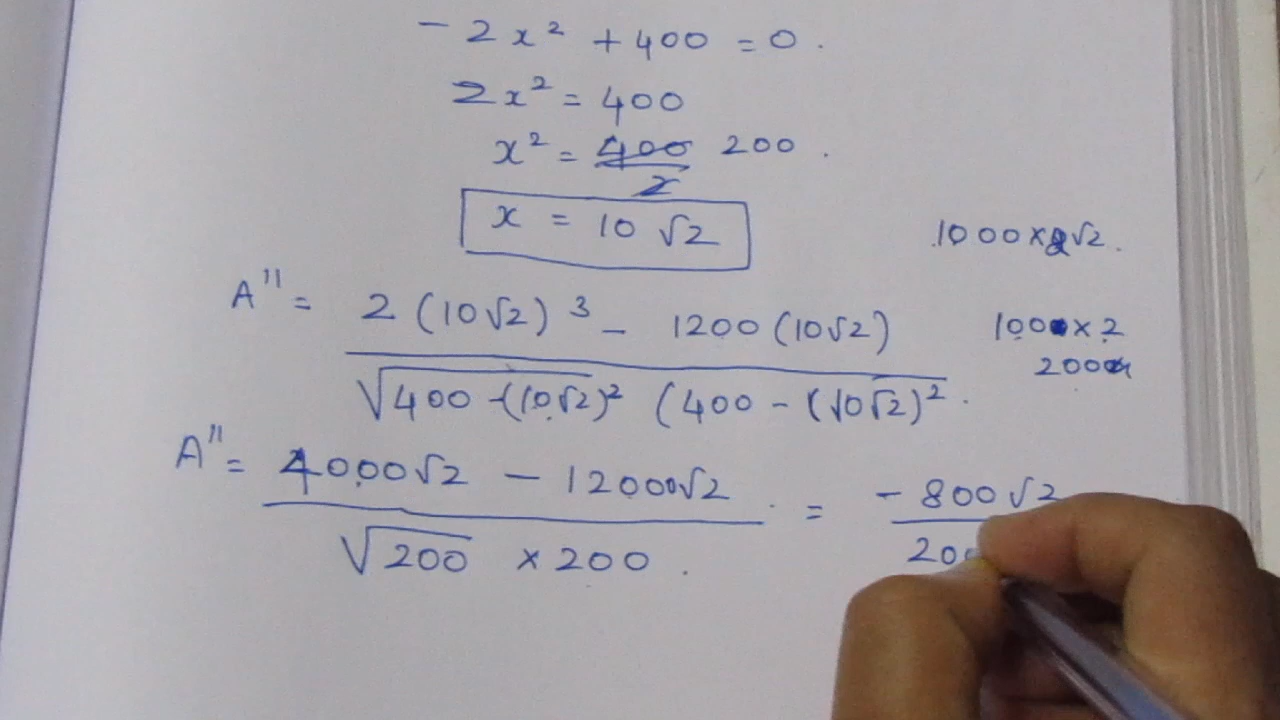 - 2x² + 400 = 0.
2x² = 400
x² = 400/2 200.
x = 10√2
1000×2√2.
A'' = 2(10√2)³ - 1200(10√2) / √400-(10√2)² (400-(10√2)².
1000×2
2000
A'' = 4000√2 - 12000√2 / √200 × 200. = -800√2 / 200